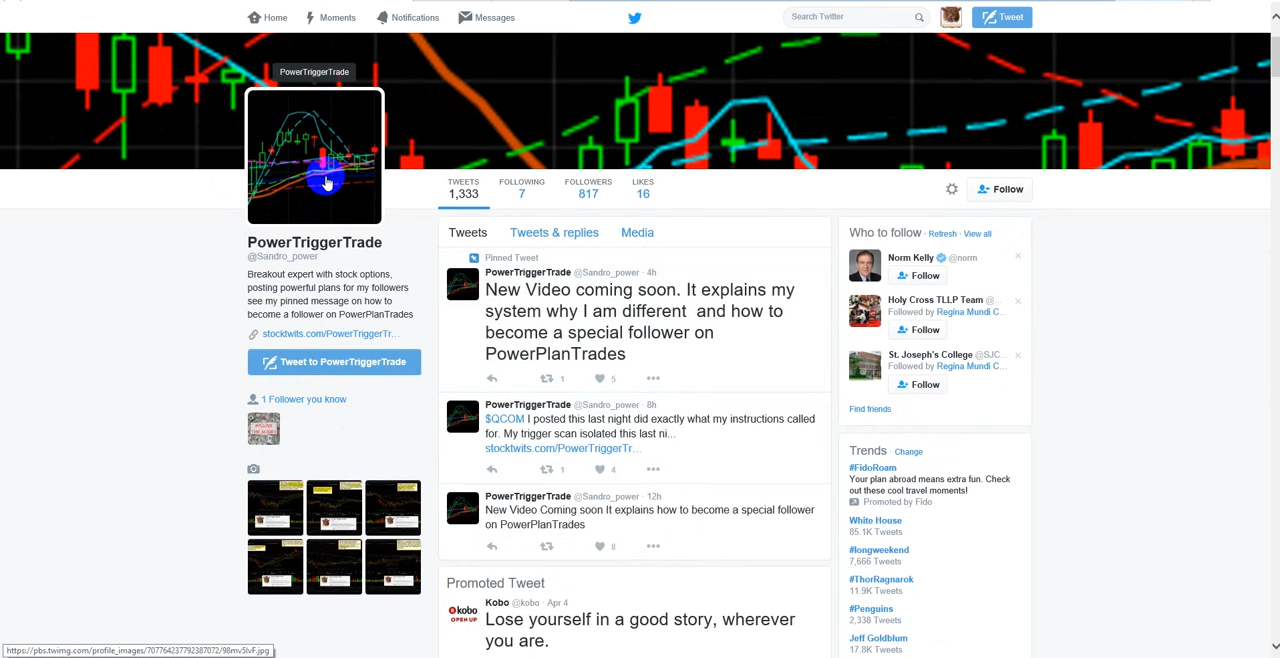 Home
Moments
Notifications
Messages
Search Twitter
Tweet
PowerTriggerTrade
TWEETS
1,333
FOLLOWING
7
FOLLOWERS
817
LIKES
16
Follow
PowerTriggerTrade
@Sandro_power
Breakout expert with stock options,
posting powerful plans for my followers
see my pinned message on how to
become a follower on PowerPlanTrades
stocktwits.com/PowerTriggerTr...
Tweet to PowerTriggerTrade
1 Follower you know
Tweets
Tweets & replies
Media
Pinned Tweet
PowerTriggerTrade @Sandro_power · 4h
New Video coming soon. It explains my
system why I am different and how to
become a special follower on
PowerPlanTrades
1
5
PowerTriggerTrade @Sandro_power · 8h
$QCOM I posted this last night did exactly what my instructions called
for. My trigger scan isolated this last ni...
stocktwits.com/PowerTriggerTr...
1
4
PowerTriggerTrade @Sandro_power · 12h
New Video Coming soon It explains how to become a special follower
on PowerPlanTrades
8
Promoted Tweet
kobo
OPEN UP
Kobo @kobo · Apr 4
Lose yourself in a good story, wherever
you are.
Who to follow · Refresh · View all
Norm Kelly @norm
Follow
Holy Cross TLLP Team @...
Followed by Regina Mundi C...
Follow
St. Joseph's College @SJC...
Followed by Regina Mundi C...
Follow
Find friends
Trends · Change
#FidoRoam
Your plan abroad means extra fun. Check
out these cool travel moments!
Promoted by Fido
White House
85.1K Tweets
#longweekend
7,666 Tweets
#ThorRagnarok
11.9K Tweets
#Penguins
2,338 Tweets
Jeff Goldblum
17.8K Tweets
https://pbs.twimg.com/profile_images/707764237792387072/98mv5lvF.jpg